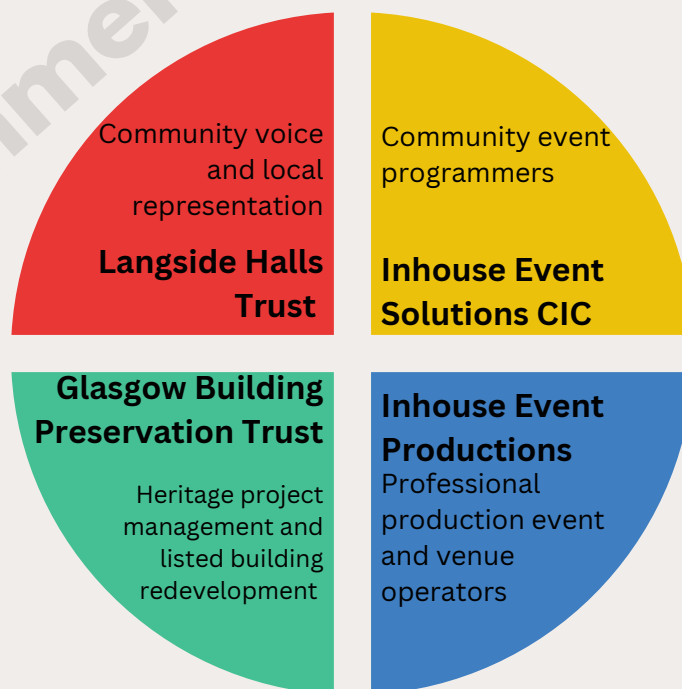 Community voice
and local
representation
Langside Halls
Trust
Community event
programmers
Inhouse Event
Solutions CIC
Glasgow Building
Preservation Trust
Heritage project
management and
listed building
redevelopment
Inhouse Event
Productions
Professional
production event
and venue
operators